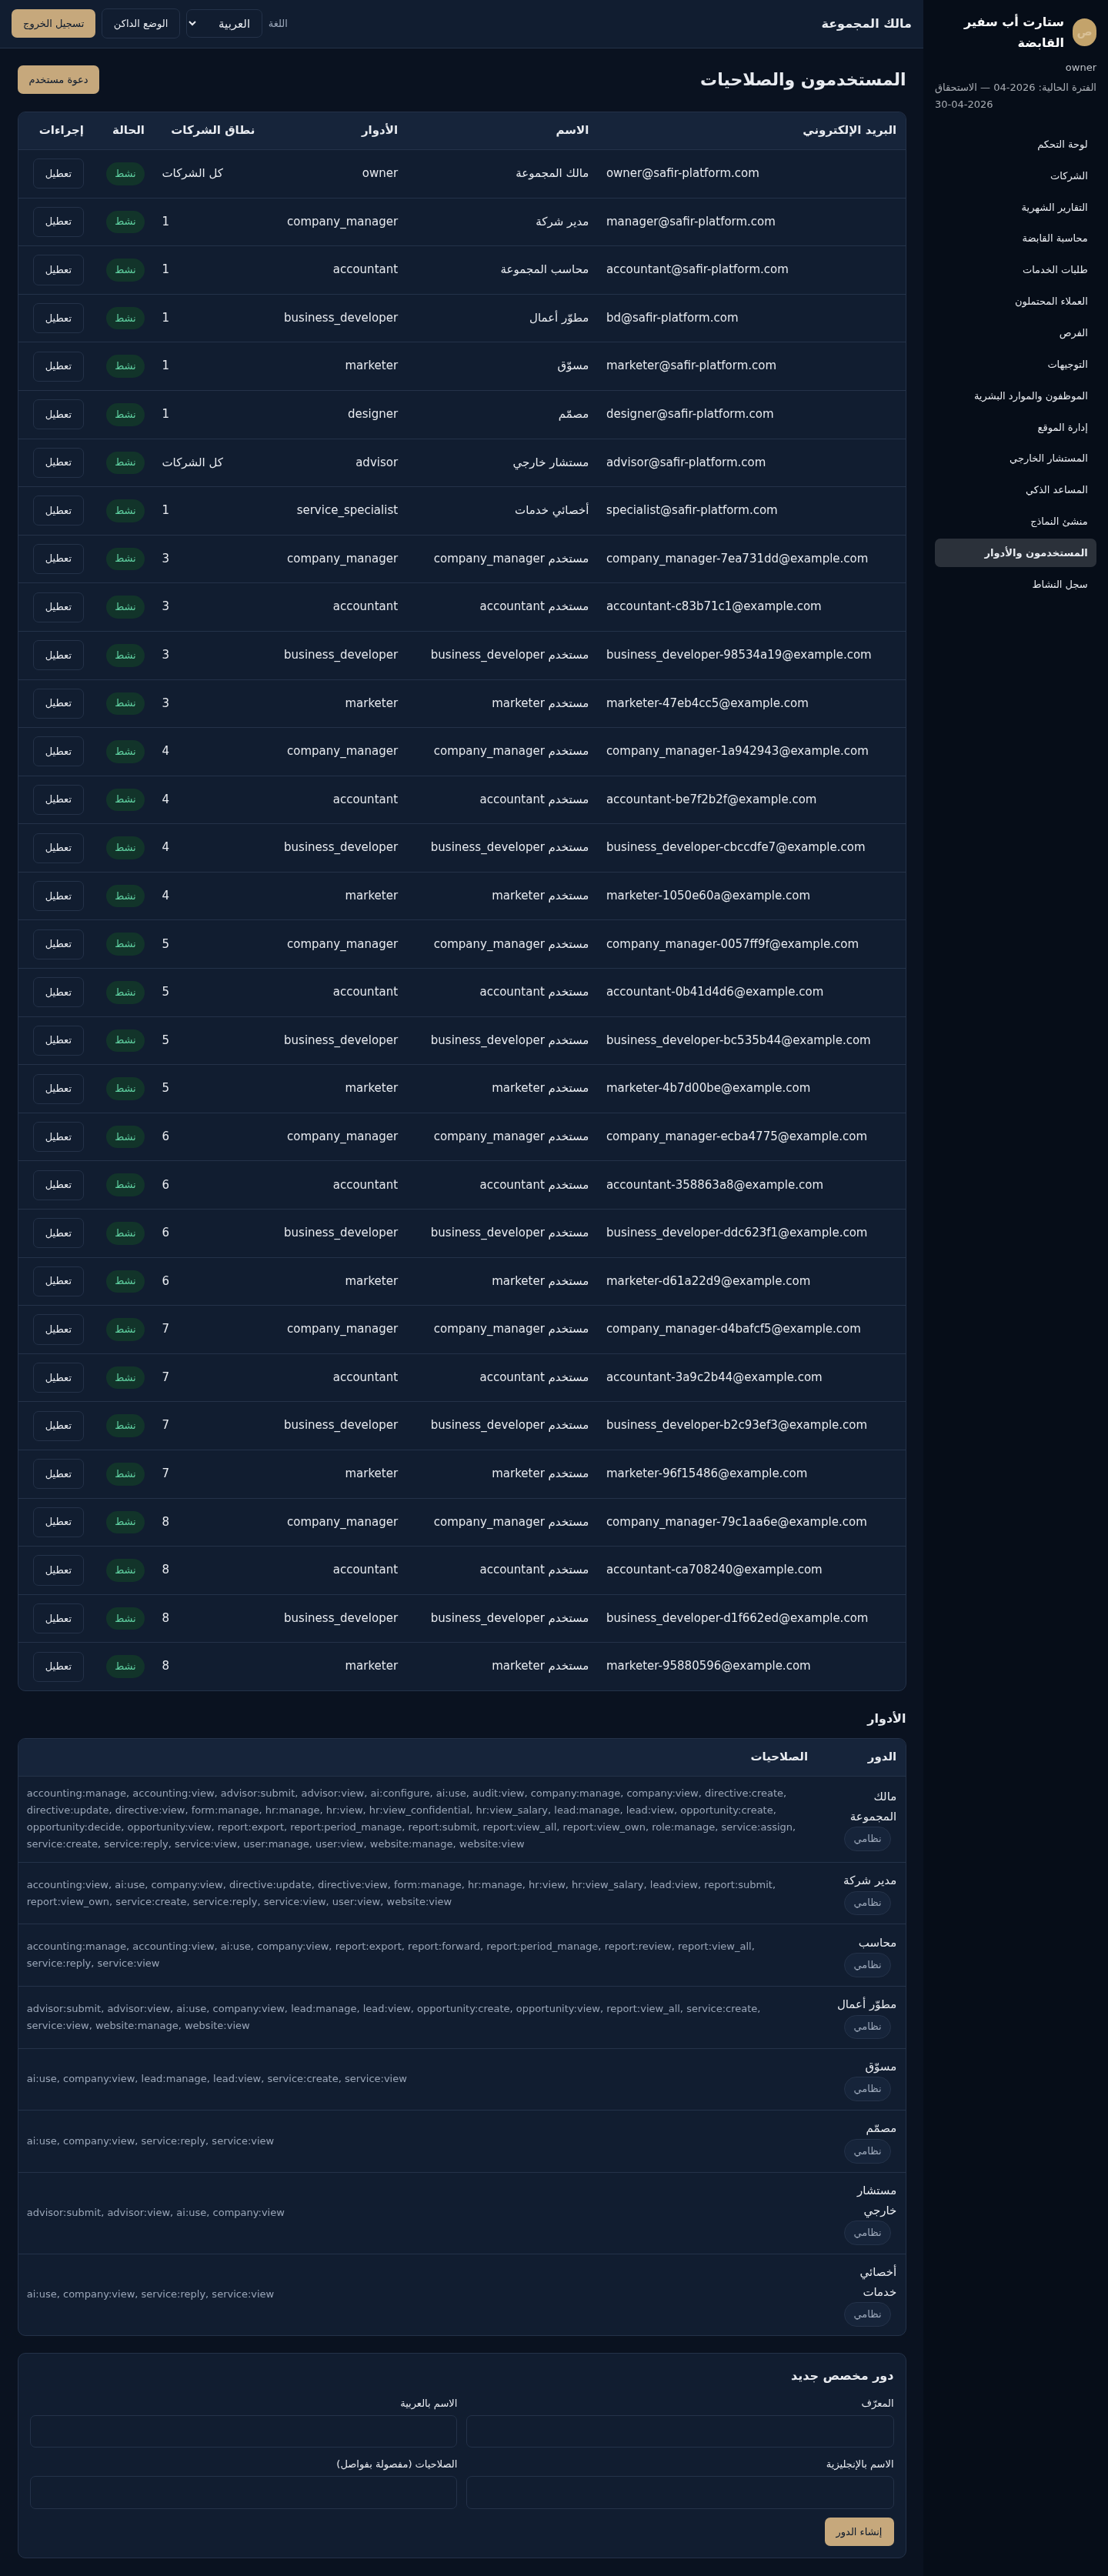 ستارت أب سفير
القابضة
owner
الفترة الحالية: 2026-04 — الاستحقاق
2026-04-30
لوحة التحكم
الشركات
التقارير الشهرية
محاسبة القابضة
طلبات الخدمات
العملاء المحتملون
الفرص
التوجيهات
الموظفون والموارد البشرية
إدارة الموقع
المستشار الخارجي
المساعد الذكي
منشئ النماذج
المستخدمون والأدوار
سجل النشاط
مالك المجموعة اللغة العربية الوضع الداكن تسجيل الخروج
المستخدمون والصلاحيات دعوة مستخدم
البريد الإلكتروني الاسم الأدوار نطاق الشركات الحالة إجراءات
owner@safir-platform.com مالك المجموعة owner كل الشركات نشط تعطيل
manager@safir-platform.com مدير شركة company_manager 1 نشط تعطيل
accountant@safir-platform.com محاسب المجموعة accountant 1 نشط تعطيل
bd@safir-platform.com مطوّر أعمال business_developer 1 نشط تعطيل
marketer@safir-platform.com مسوّق marketer 1 نشط تعطيل
designer@safir-platform.com مصمّم designer 1 نشط تعطيل
advisor@safir-platform.com مستشار خارجي advisor كل الشركات نشط تعطيل
specialist@safir-platform.com أخصائي خدمات service_specialist 1 نشط تعطيل
company_manager-7ea731dd@example.com مستخدم company_manager company_manager 3 نشط تعطيل
accountant-c83b71c1@example.com مستخدم accountant accountant 3 نشط تعطيل
business_developer-98534a19@example.com مستخدم business_developer business_developer 3 نشط تعطيل
marketer-47eb4cc5@example.com مستخدم marketer marketer 3 نشط تعطيل
company_manager-1a942943@example.com مستخدم company_manager company_manager 4 نشط تعطيل
accountant-be7f2b2f@example.com مستخدم accountant accountant 4 نشط تعطيل
business_developer-cbccdfe7@example.com مستخدم business_developer business_developer 4 نشط تعطيل
marketer-1050e60a@example.com مستخدم marketer marketer 4 نشط تعطيل
company_manager-0057ff9f@example.com مستخدم company_manager company_manager 5 نشط تعطيل
accountant-0b41d4d6@example.com مستخدم accountant accountant 5 نشط تعطيل
business_developer-bc535b44@example.com مستخدم business_developer business_developer 5 نشط تعطيل
marketer-4b7d00be@example.com مستخدم marketer marketer 5 نشط تعطيل
company_manager-ecba4775@example.com مستخدم company_manager company_manager 6 نشط تعطيل
accountant-358863a8@example.com مستخدم accountant accountant 6 نشط تعطيل
business_developer-ddc623f1@example.com مستخدم business_developer business_developer 6 نشط تعطيل
marketer-d61a22d9@example.com مستخدم marketer marketer 6 نشط تعطيل
company_manager-d4bafcf5@example.com مستخدم company_manager company_manager 7 نشط تعطيل
accountant-3a9c2b44@example.com مستخدم accountant accountant 7 نشط تعطيل
business_developer-b2c93ef3@example.com مستخدم business_developer business_developer 7 نشط تعطيل
marketer-96f15486@example.com مستخدم marketer marketer 7 نشط تعطيل
company_manager-79c1aa6e@example.com مستخدم company_manager company_manager 8 نشط تعطيل
accountant-ca708240@example.com مستخدم accountant accountant 8 نشط تعطيل
business_developer-d1f662ed@example.com مستخدم business_developer business_developer 8 نشط تعطيل
marketer-95880596@example.com مستخدم marketer marketer 8 نشط تعطيل
الأدوار
الدور الصلاحيات
مالك
المجموعة
نظامي
accounting:manage, accounting:view, advisor:submit, advisor:view, ai:configure, ai:use, audit:view, company:manage, company:view, directive:create,
directive:update, directive:view, form:manage, hr:manage, hr:view, hr:view_confidential, hr:view_salary, lead:manage, lead:view, opportunity:create,
opportunity:decide, opportunity:view, report:export, report:period_manage, report:submit, report:view_all, report:view_own, role:manage, service:assign,
service:create, service:reply, service:view, user:manage, user:view, website:manage, website:view
مدير شركة
نظامي
accounting:view, ai:use, company:view, directive:update, directive:view, form:manage, hr:manage, hr:view, hr:view_salary, lead:view, report:submit,
report:view_own, service:create, service:reply, service:view, user:view, website:view
محاسب
نظامي
accounting:manage, accounting:view, ai:use, company:view, report:export, report:forward, report:period_manage, report:review, report:view_all,
service:reply, service:view
مطوّر أعمال
نظامي
advisor:submit, advisor:view, ai:use, company:view, lead:manage, lead:view, opportunity:create, opportunity:view, report:view_all, service:create,
service:view, website:manage, website:view
مسوّق
نظامي
ai:use, company:view, lead:manage, lead:view, service:create, service:view
مصمّم
نظامي
ai:use, company:view, service:reply, service:view
مستشار
خارجي
نظامي
advisor:submit, advisor:view, ai:use, company:view
أخصائي
خدمات
نظامي
ai:use, company:view, service:reply, service:view
دور مخصص جديد
المعرّف الاسم بالعربية
الاسم بالإنجليزية الصلاحيات (مفصولة بفواصل)
إنشاء الدور